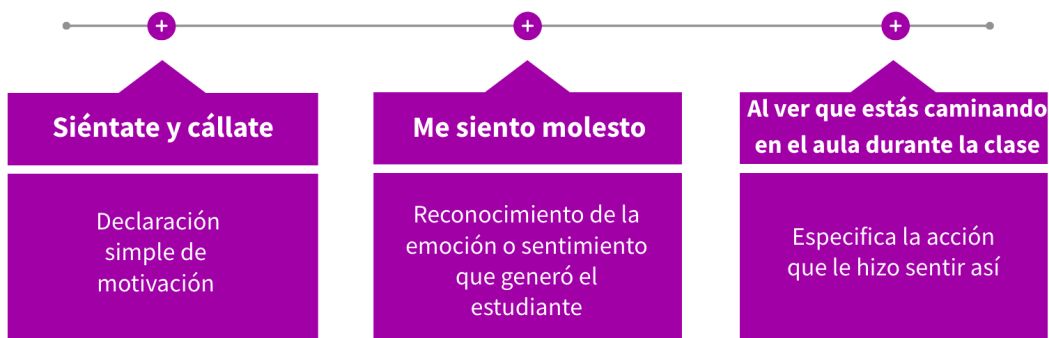 Siéntate y cállate
Declaración
simple de
motivación
Me siento molesto
Reconocimiento de la
emoción o sentimiento
que generó el
estudiante
Al ver que estás caminando
en el aula durante la clase
Especifica la acción
que le hizo sentir así